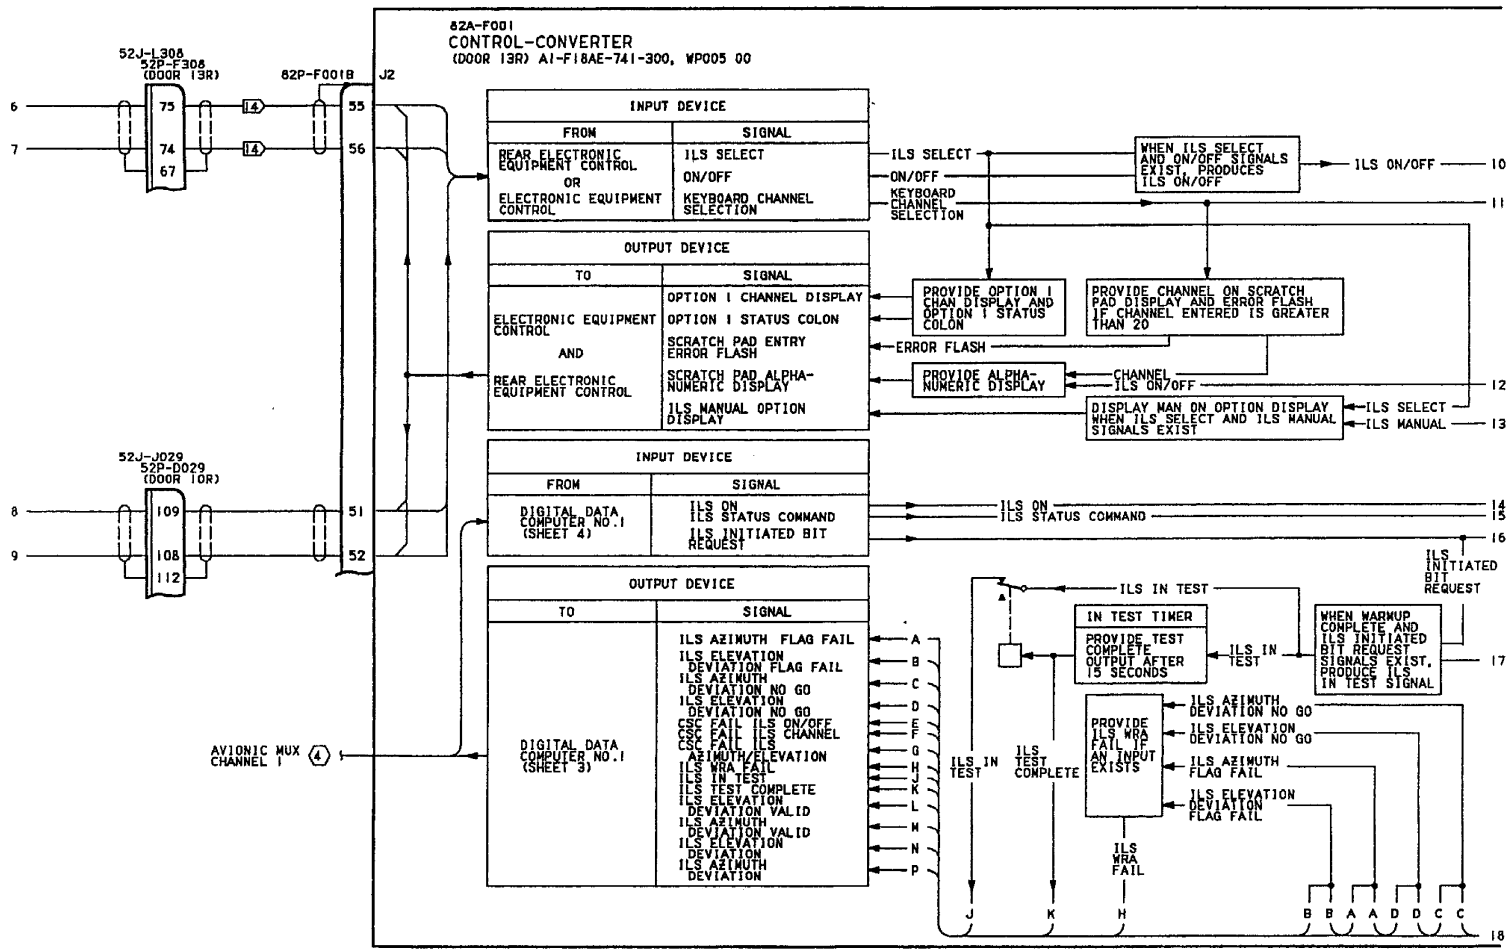 82A-F001
CONTROL-CONVERTER
(DOOR 13R) A1-F18AE-741-300, WP005 00
52J-L308
52P-F308
(DOOR 13R)
82P-F001B
J2
6
75
14
55
7
74
14
56
67
INPUT DEVICE
FROM
SIGNAL
REAR ELECTRONIC
EQUIPMENT CONTROL
OR
ELECTRONIC EQUIPMENT
CONTROL
ILS SELECT
ON/OFF
KEYBOARD CHANNEL
SELECTION
ILS SELECT
ON/OFF
KEYBOARD
CHANNEL
SELECTION
WHEN ILS SELECT
AND ON/OFF SIGNALS
EXIST, PRODUCES
ILS ON/OFF
ILS ON/OFF
10
11
OUTPUT DEVICE
TO
SIGNAL
ELECTRONIC EQUIPMENT
CONTROL
AND
REAR ELECTRONIC
EQUIPMENT CONTROL
OPTION 1 CHANNEL DISPLAY
OPTION 1 STATUS COLON
SCRATCH PAD ENTRY
ERROR FLASH
SCRATCH PAD ALPHA-
NUMERIC DISPLAY
ILS MANUAL OPTION
DISPLAY
PROVIDE OPTION 1
CHAN DISPLAY AND
OPTION 1 STATUS
COLON
PROVIDE CHANNEL ON SCRATCH
PAD DISPLAY AND ERROR FLASH
IF CHANNEL ENTERED IS GREATER
THAN 20
ERROR FLASH
PROVIDE ALPHA-
NUMERIC DISPLAY
CHANNEL
ILS ON/OFF
12
DISPLAY MAN ON OPTION DISPLAY
WHEN ILS SELECT AND ILS MANUAL
SIGNALS EXIST
ILS SELECT
ILS MANUAL
13
52J-J029
52P-D029
(DOOR 10R)
8
109
51
9
108
52
112
INPUT DEVICE
FROM
SIGNAL
DIGITAL DATA
COMPUTER NO.1
(SHEET 4)
ILS ON
ILS STATUS COMMAND
ILS INITIATED BIT
REQUEST
ILS ON
14
ILS STATUS COMMAND
15
16
ILS
INITIATED
BIT
REQUEST
OUTPUT DEVICE
TO
SIGNAL
AVIONIC MUX
CHANNEL 1
4
DIGITAL DATA
COMPUTER NO.1
(SHEET 3)
ILS AZIMUTH FLAG FAIL
A
ILS ELEVATION
DEVIATION FLAG FAIL
B
ILS AZIMUTH
DEVIATION NO GO
C
ILS ELEVATION
DEVIATION NO GO
D
CSC FAIL ILS ON/OFF
E
CSC FAIL ILS CHANNEL
F
CSC FAIL ILS
AZIMUTH/ELEVATION
G
ILS WRA FAIL
H
ILS IN TEST
J
ILS TEST COMPLETE
K
ILS ELEVATION
DEVIATION VALID
L
ILS AZIMUTH
DEVIATION VALID
M
ILS ELEVATION
DEVIATION
N
ILS AZIMUTH
DEVIATION
P
ILS IN TEST
IN TEST TIMER
PROVIDE TEST
COMPLETE
OUTPUT AFTER
15 SECONDS
ILS IN
TEST
WHEN WARMUP
COMPLETE AND
ILS INITIATED
BIT REQUEST
SIGNALS EXIST,
PRODUCE ILS
IN TEST SIGNAL
17
ILS IN
TEST
ILS
TEST
COMPLETE
PROVIDE
ILS WRA
FAIL IF
AN INPUT
EXISTS
ILS AZIMUTH
DEVIATION NO GO
ILS ELEVATION
DEVIATION NO GO
ILS AZIMUTH
FLAG FAIL
ILS ELEVATION
DEVIATION
FLAG FAIL
ILS
WRA
FAIL
J
K
H
B
B
A
A
D
D
C
C
18